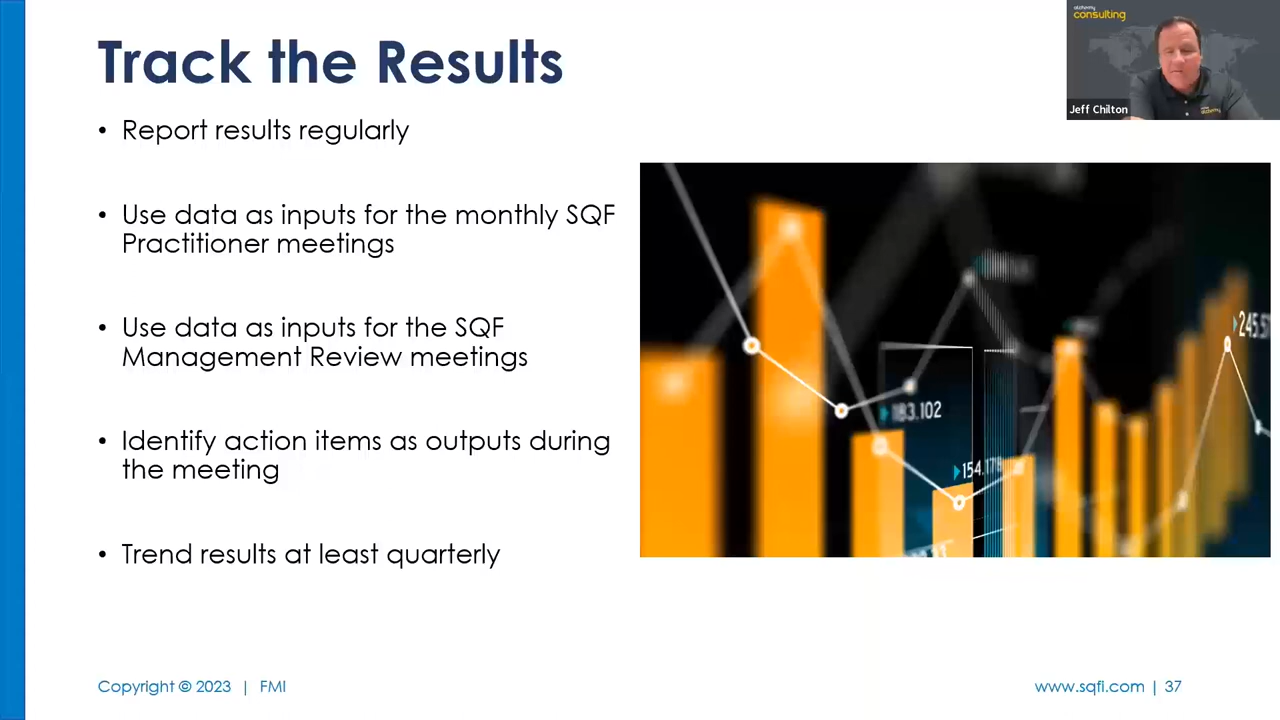 Track the Results
alchemy
consulting
Jeff Chilton
• Report results regularly
• Use data as inputs for the monthly SQF
Practitioner meetings
• Use data as inputs for the SQF
Management Review meetings
• Identify action items as outputs during
the meeting
• Trend results at least quarterly
183.102
154.178
Copyright © 2023 | FMI
www.sqfi.com | 37